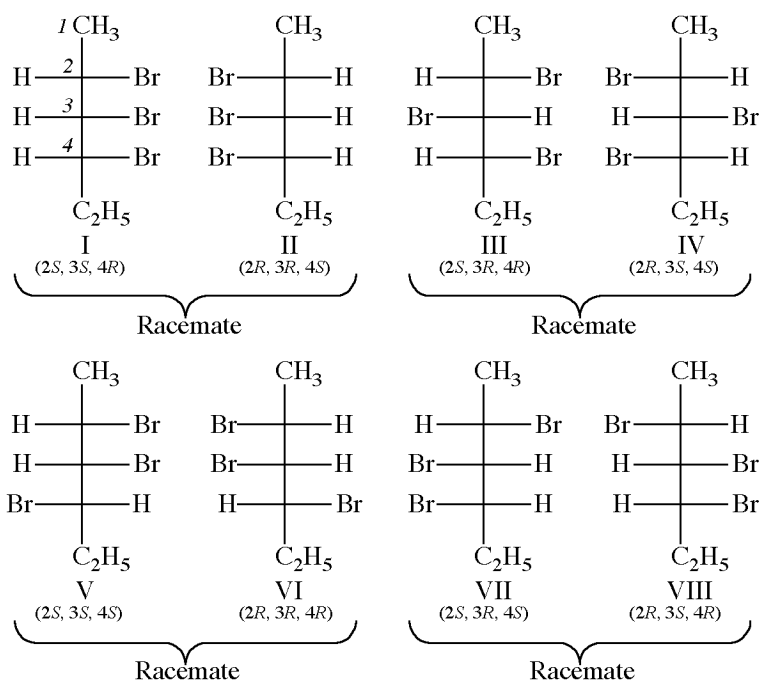 1 CH3 CH3 CH3 CH3
H 2 Br Br H H Br Br H
H 3 Br Br H Br H H Br
H 4 Br Br H H Br Br H
C2H5 C2H5 C2H5 C2H5
I II III IV
(2S, 3S, 4R) (2R, 3R, 4S) (2S, 3R, 4R) (2R, 3S, 4S)
Racemate Racemate
CH3 CH3 CH3 CH3
H Br Br H H Br Br H
H Br Br H Br H H Br
Br H H Br Br H H Br
C2H5 C2H5 C2H5 C2H5
V VI VII VIII
(2S, 3S, 4S) (2R, 3R, 4R) (2S, 3R, 4S) (2R, 3S, 4R)
Racemate Racemate